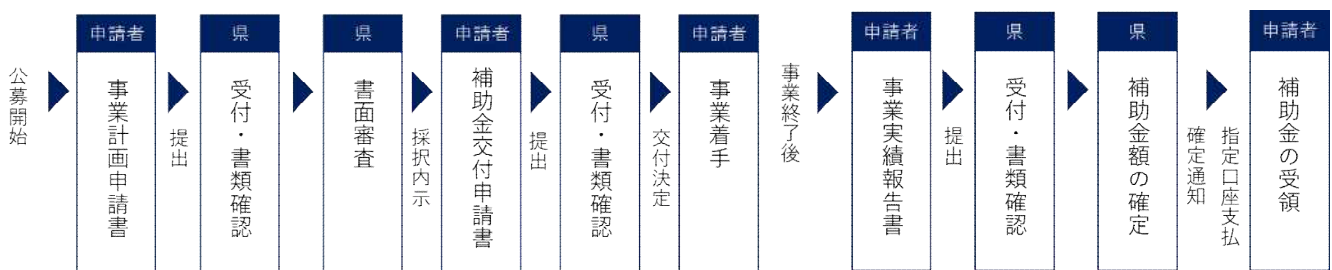 公募開始
申請者
事業計画申請書
提出
県
受付・書類確認
県
書面審査
採択内示
申請者
補助金交付申請書
提出
県
受付・書類確認
交付決定
申請者
事業着手
事業終了後
申請者
事業実績報告書
提出
県
受付・書類確認
県
補助金額の確定
確定通知
指定口座支払
申請者
補助金の受領